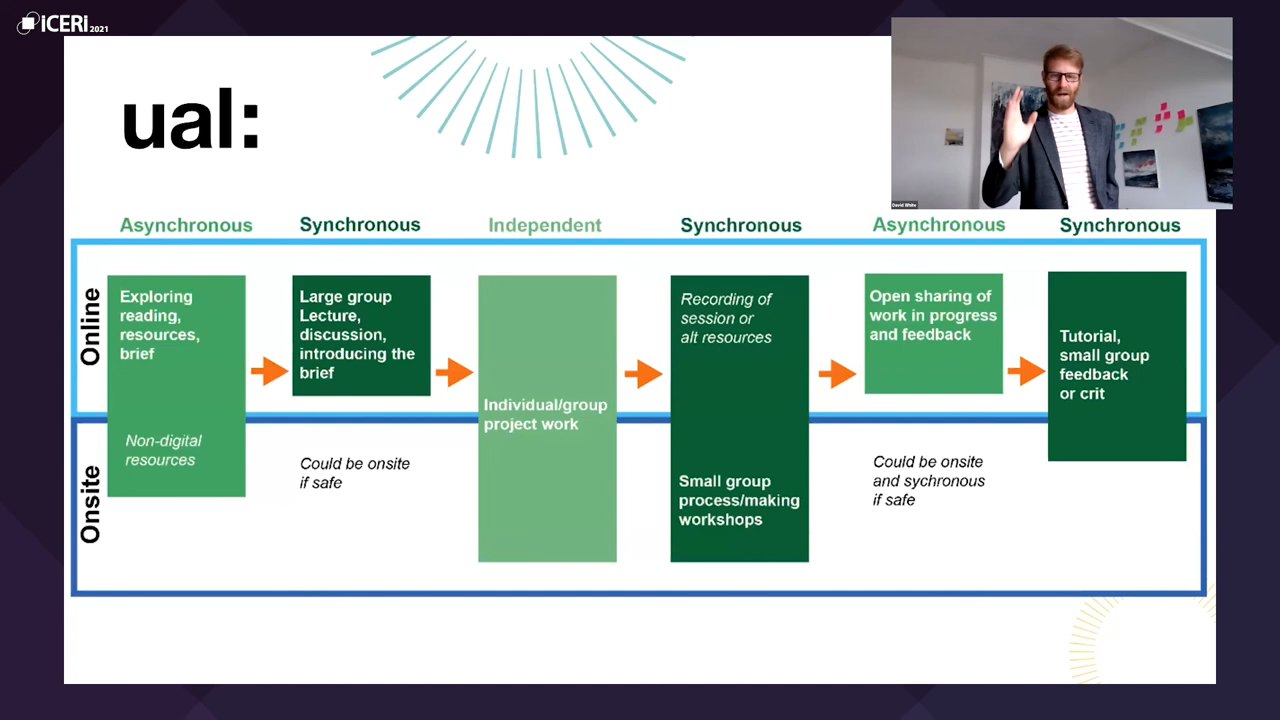 iCERi 2021
David White
ual:
Asynchronous
Synchronous
Independent
Synchronous
Asynchronous
Synchronous
Online
Exploring
reading,
resources,
brief
Non-digital
resources
Large group
Lecture,
discussion,
introducing the
brief
Individual/group
project work
Recording of
session or
alt resources
Small group
process/making
workshops
Open sharing of
work in progress
and feedback
Tutorial,
small group
feedback
or crit
Onsite
Could be onsite
if safe
Could be onsite
and sychronous
if safe